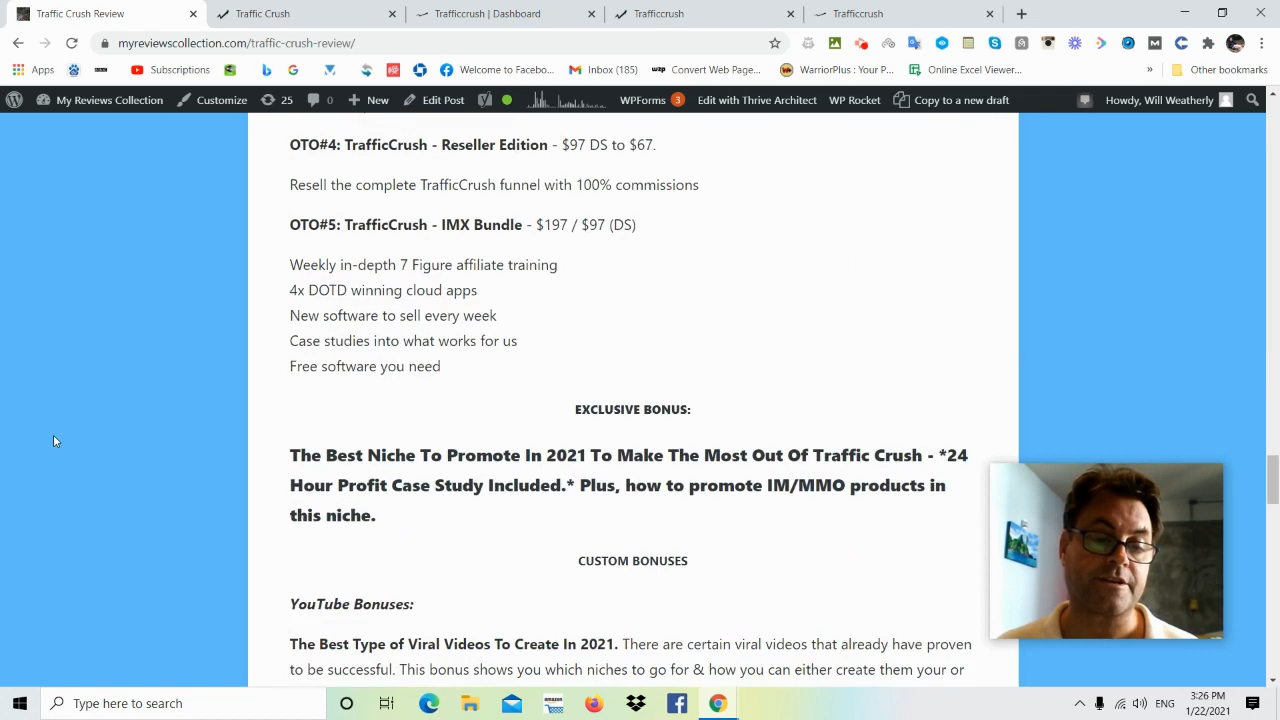 Traffic Crush Review
Traffic Crush
Trafficcrush | Dashboard
Trafficcrush
Trafficcrush
myreviewscollection.com/traffic-crush-review/
Apps
Subscriptions
Welcome to Facebo...
Inbox (185)
Convert Web Page...
WarriorPlus : Your P...
Online Excel Viewer...
Other bookmarks
My Reviews Collection
Customize
25
0
New
Edit Post
WPForms 3
Edit with Thrive Architect
WP Rocket
Copy to a new draft
Howdy, Will Weatherly
OTO#4: TrafficCrush - Reseller Edition - $97 DS to $67.
Resell the complete TrafficCrush funnel with 100% commissions
OTO#5: TrafficCrush - IMX Bundle - $197 / $97 (DS)
Weekly in-depth 7 Figure affiliate training
4x DOTD winning cloud apps
New software to sell every week
Case studies into what works for us
Free software you need
EXCLUSIVE BONUS:
The Best Niche To Promote In 2021 To Make The Most Out Of Traffic Crush - *24
Hour Profit Case Study Included.* Plus, how to promote IM/MMO products in
this niche.
CUSTOM BONUSES
YouTube Bonuses:
The Best Type of Viral Videos To Create In 2021. There are certain viral videos that already have proven
to be successful. This bonus shows you which niches to go for & how you can either create them your or
Type here to search
ENG
3:26 PM
1/22/2021